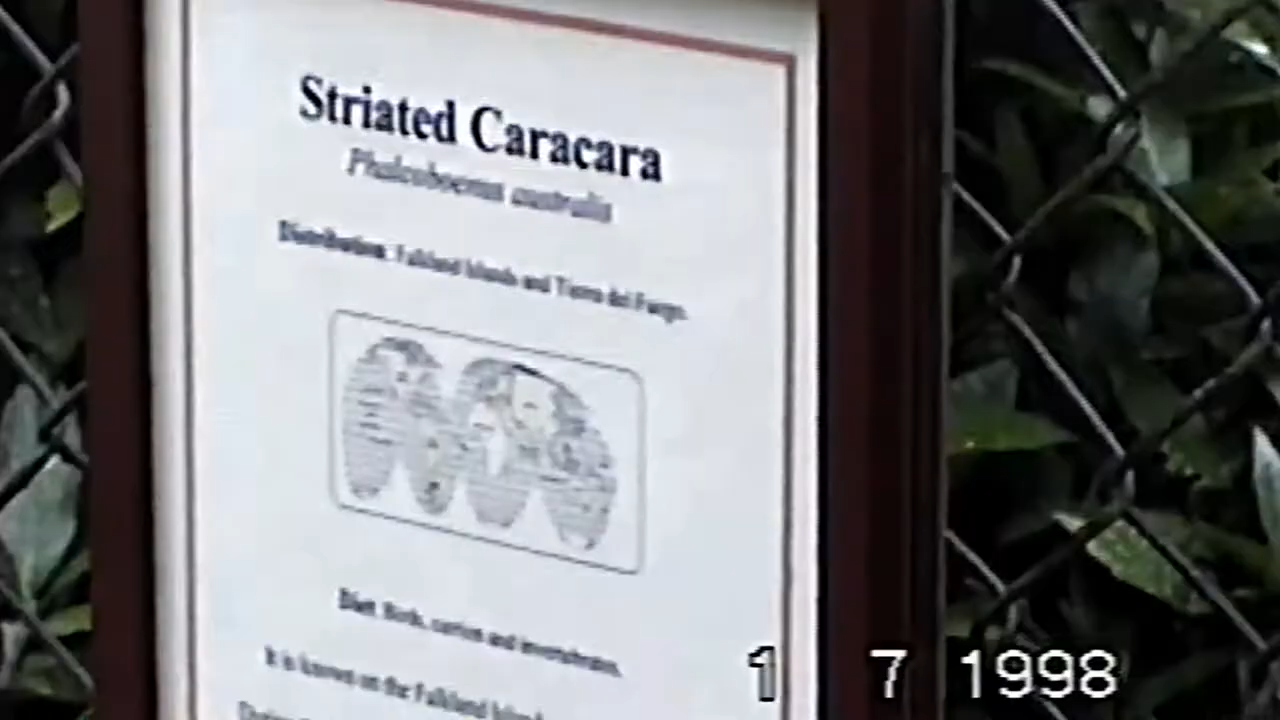 Striated Caracara
Phalcoboenus australis
Distribution: Falkland Islands and Tierra del Fuego.
Diet: Birds, carrion and invertebrates.
It is known on the Falkland
1 7 1998